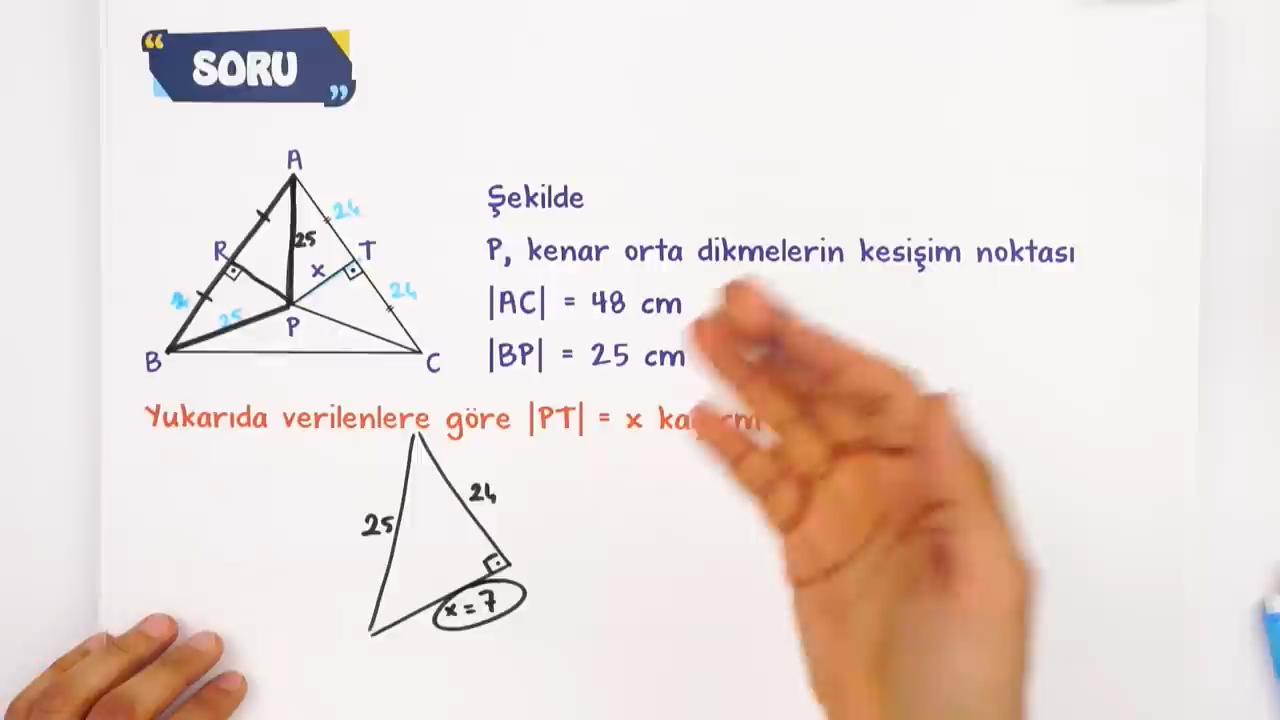 SORU
A
24
R
25
T
x
24
25
P
B
C
Şekilde
P, kenar orta dikmelerin kesişim noktası
|AC| = 48 cm
|BP| = 25 cm
Yukarıda verilenlere göre |PT| = x
24
25
x = 7